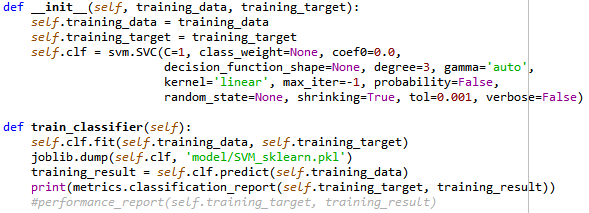 def __init__(self, training_data, training_target):
    self.training_data = training_data
    self.training_target = training_target
    self.clf = svm.SVC(C=1, class_weight=None, coef0=0.0,
                       decision_function_shape=None, degree=3, gamma='auto',
                       kernel='linear', max_iter=-1, probability=False,
                       random_state=None, shrinking=True, tol=0.001, verbose=False)

def train_classifier(self):
    self.clf.fit(self.training_data, self.training_target)
    joblib.dump(self.clf, 'model/SVM_sklearn.pkl')
    training_result = self.clf.predict(self.training_data)
    print(metrics.classification_report(self.training_target, training_result))
    #performance_report(self.training_target, training_result)